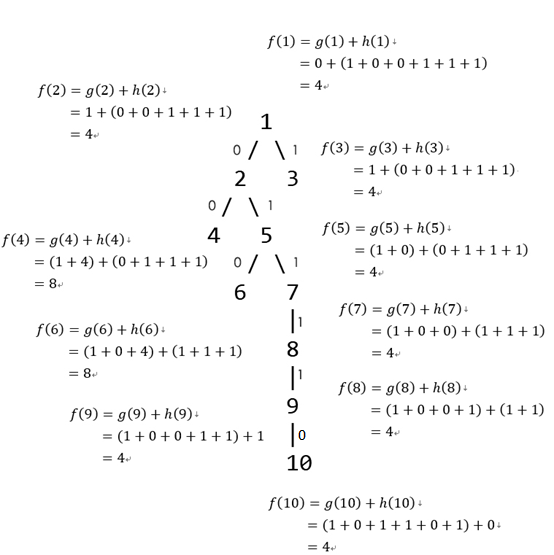 f(1) = g(1) + h(1)↓
= 0 + (1 + 0 + 0 + 1 + 1 + 1)
= 4↵
f(2) = g(2) + h(2)↓
= 1 + (0 + 0 + 1 + 1 + 1)
= 4↵
1
0 / \ 1
f(3) = g(3) + h(3)↓
= 1 + (0 + 0 + 1 + 1 + 1)
= 4↵
2 3
0 / \ 1
f(4) = g(4) + h(4)↓
= (1 + 4) + (0 + 1 + 1 + 1)
= 8↵
4 5
0 / \ 1
f(5) = g(5) + h(5)↓
= (1 + 0) + (0 + 1 + 1 + 1)
= 4↵
6 7
|1
f(6) = g(6) + h(6)↓
= (1 + 0 + 4) + (1 + 1 + 1)
= 8↵
f(7) = g(7) + h(7)↓
= (1 + 0 + 0) + (1 + 1 + 1)
= 4↵
8
|1
f(8) = g(8) + h(8)↓
= (1 + 0 + 0 + 1) + (1 + 1)
= 4↵
9
|0
f(9) = g(9) + h(9)↓
= (1 + 0 + 0 + 1 + 1) + 1
= 4↵
10
f(10) = g(10) + h(10)↓
= (1 + 0 + 1 + 1 + 0 + 1) + 0↓
= 4↵